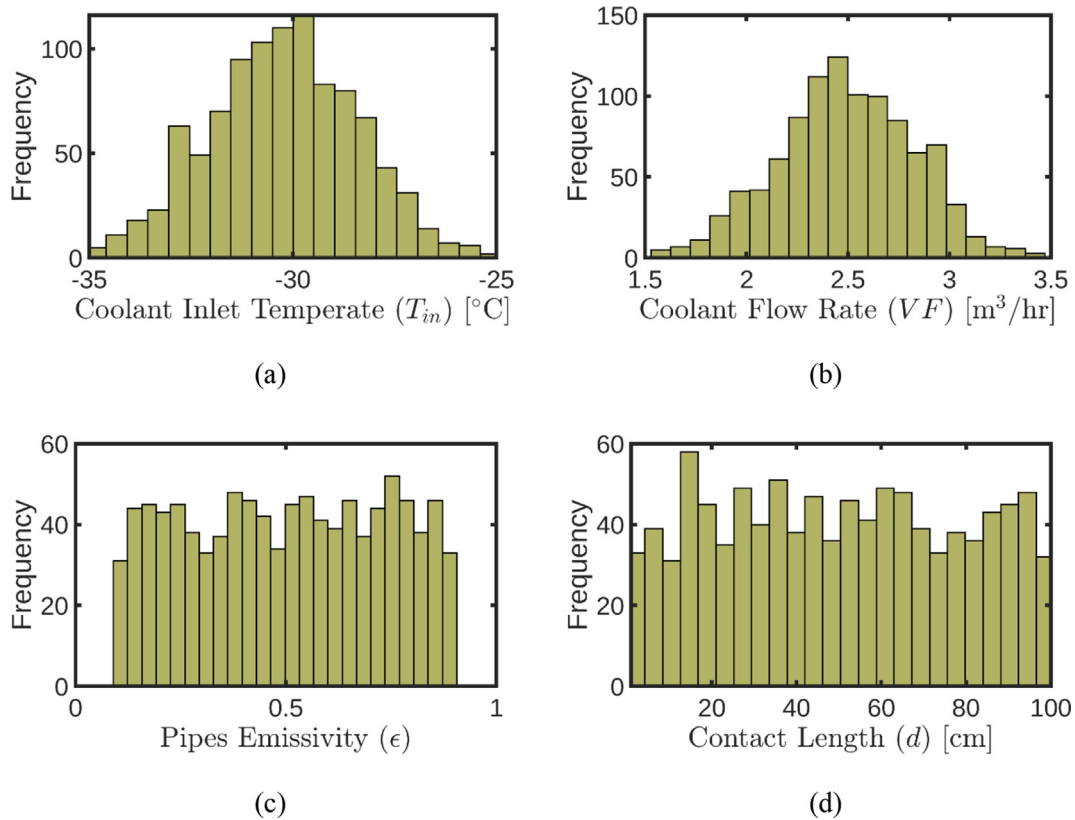 100
50
0
Frequency
-35 -30 -25
Coolant Inlet Temperate (T_{in}) [°C]
(a)
150
100
50
0
Frequency
1.5 2 2.5 3 3.5
Coolant Flow Rate (VF) [m³/hr]
(b)
60
40
20
0
Frequency
0 0.5 1
Pipes Emissivity (ϵ)
(c)
60
40
20
0
Frequency
20 40 60 80 100
Contact Length (d) [cm]
(d)